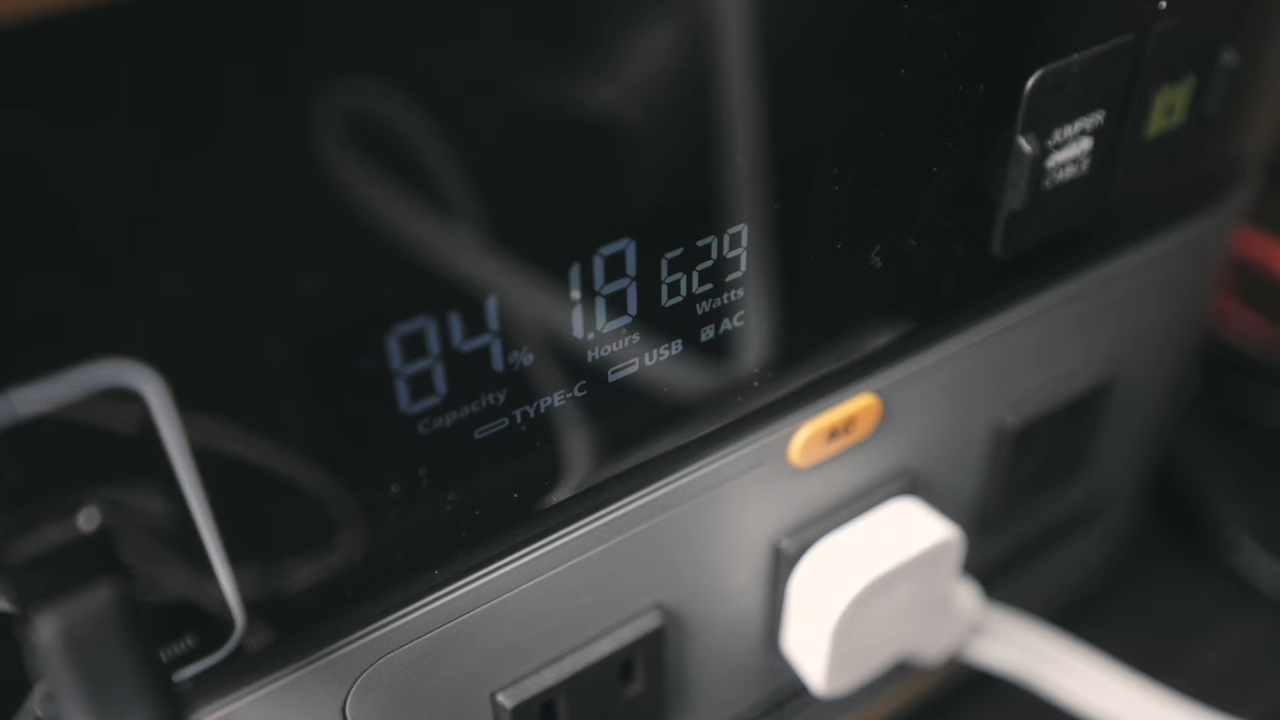 84%
Capacity
1.8
Hours
629
Watts
TYPE-C
USB
AC
JUMPER
CABLE
AC